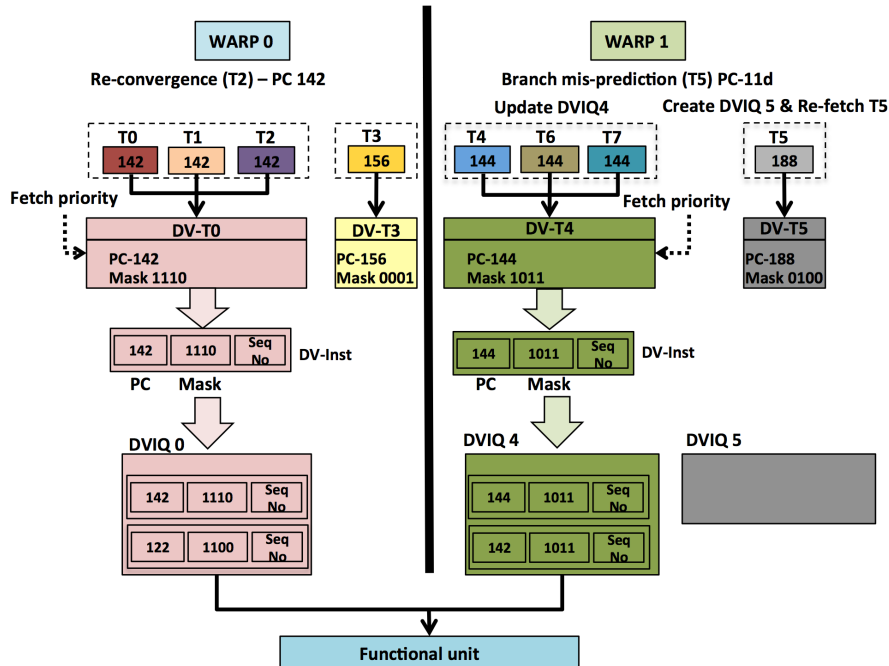 WARP 0
WARP 1
Re-convergence (T2) – PC 142
Branch mis-prediction (T5) PC-11d
Update DVIQ4
Create DVIQ 5 & Re-fetch T5
T0
T1
T2
T3
T4
T6
T7
T5
142
142
142
156
144
144
144
188
Fetch priority
Fetch priority
DV-T0
DV-T3
DV-T4
DV-T5
PC-142
Mask 1110
PC-156
Mask 0001
PC-144
Mask 1011
PC-188
Mask 0100
142
1110
Seq
No
DV-Inst
144
1011
Seq
No
DV-Inst
PC
Mask
PC
Mask
DVIQ 0
DVIQ 4
DVIQ 5
142
1110
Seq
No
144
1011
Seq
No
122
1100
Seq
No
142
1011
Seq
No
Functional unit